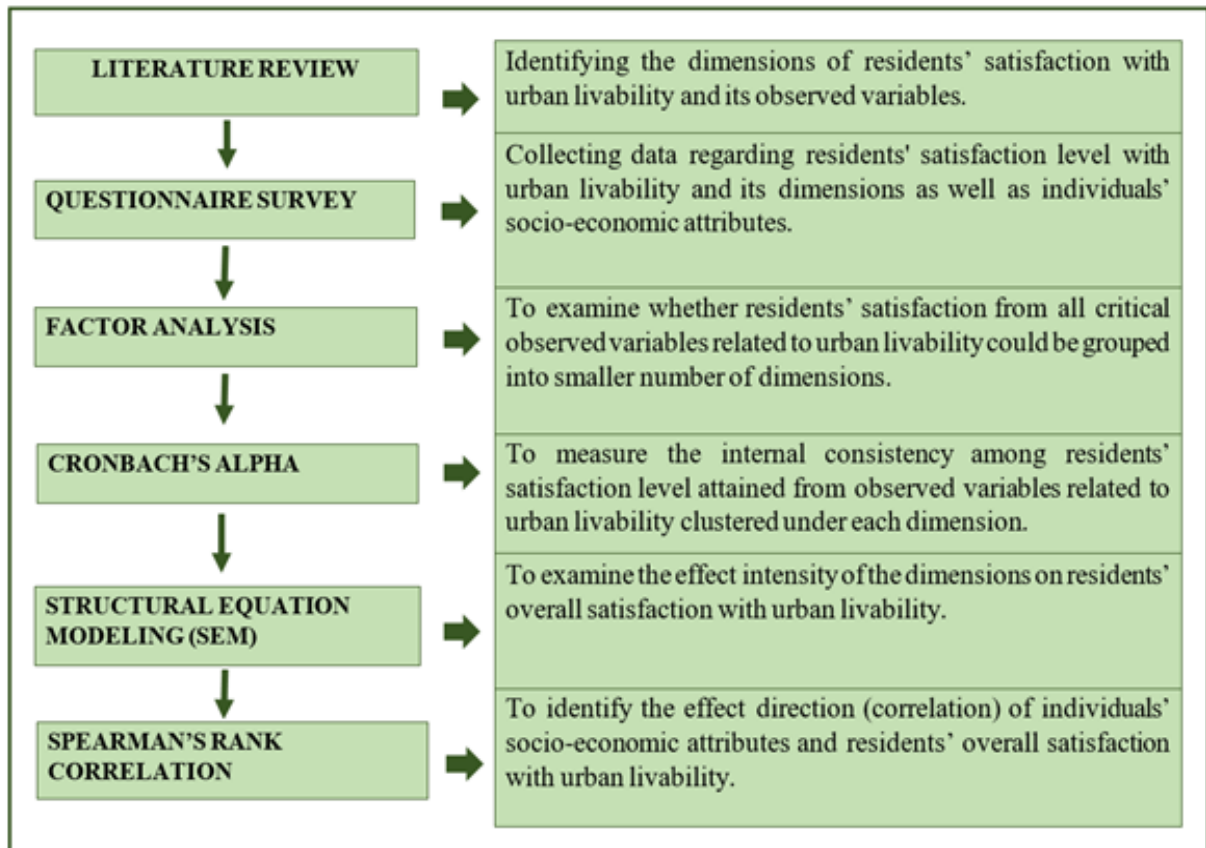 LITERATURE REVIEW
Identifying the dimensions of residents’ satisfaction with
urban livability and its observed variables.
QUESTIONNAIRE SURVEY
Collecting data regarding residents' satisfaction level with
urban livability and its dimensions as well as individuals’
socio-economic attributes.
FACTOR ANALYSIS
To examine whether residents’ satisfaction from all critical
observed variables related to urban livability could be grouped
into smaller number of dimensions.
CRONBACH’S ALPHA
To measure the internal consistency among residents’
satisfaction level attained from observed variables related to
urban livability clustered under each dimension.
STRUCTURAL EQUATION
MODELING (SEM)
To examine the effect intensity of the dimensions on residents’
overall satisfaction with urban livability.
SPEARMAN’S RANK
CORRELATION
To identify the effect direction (correlation) of individuals’
socio-economic attributes and residents’ overall satisfaction
with urban livability.